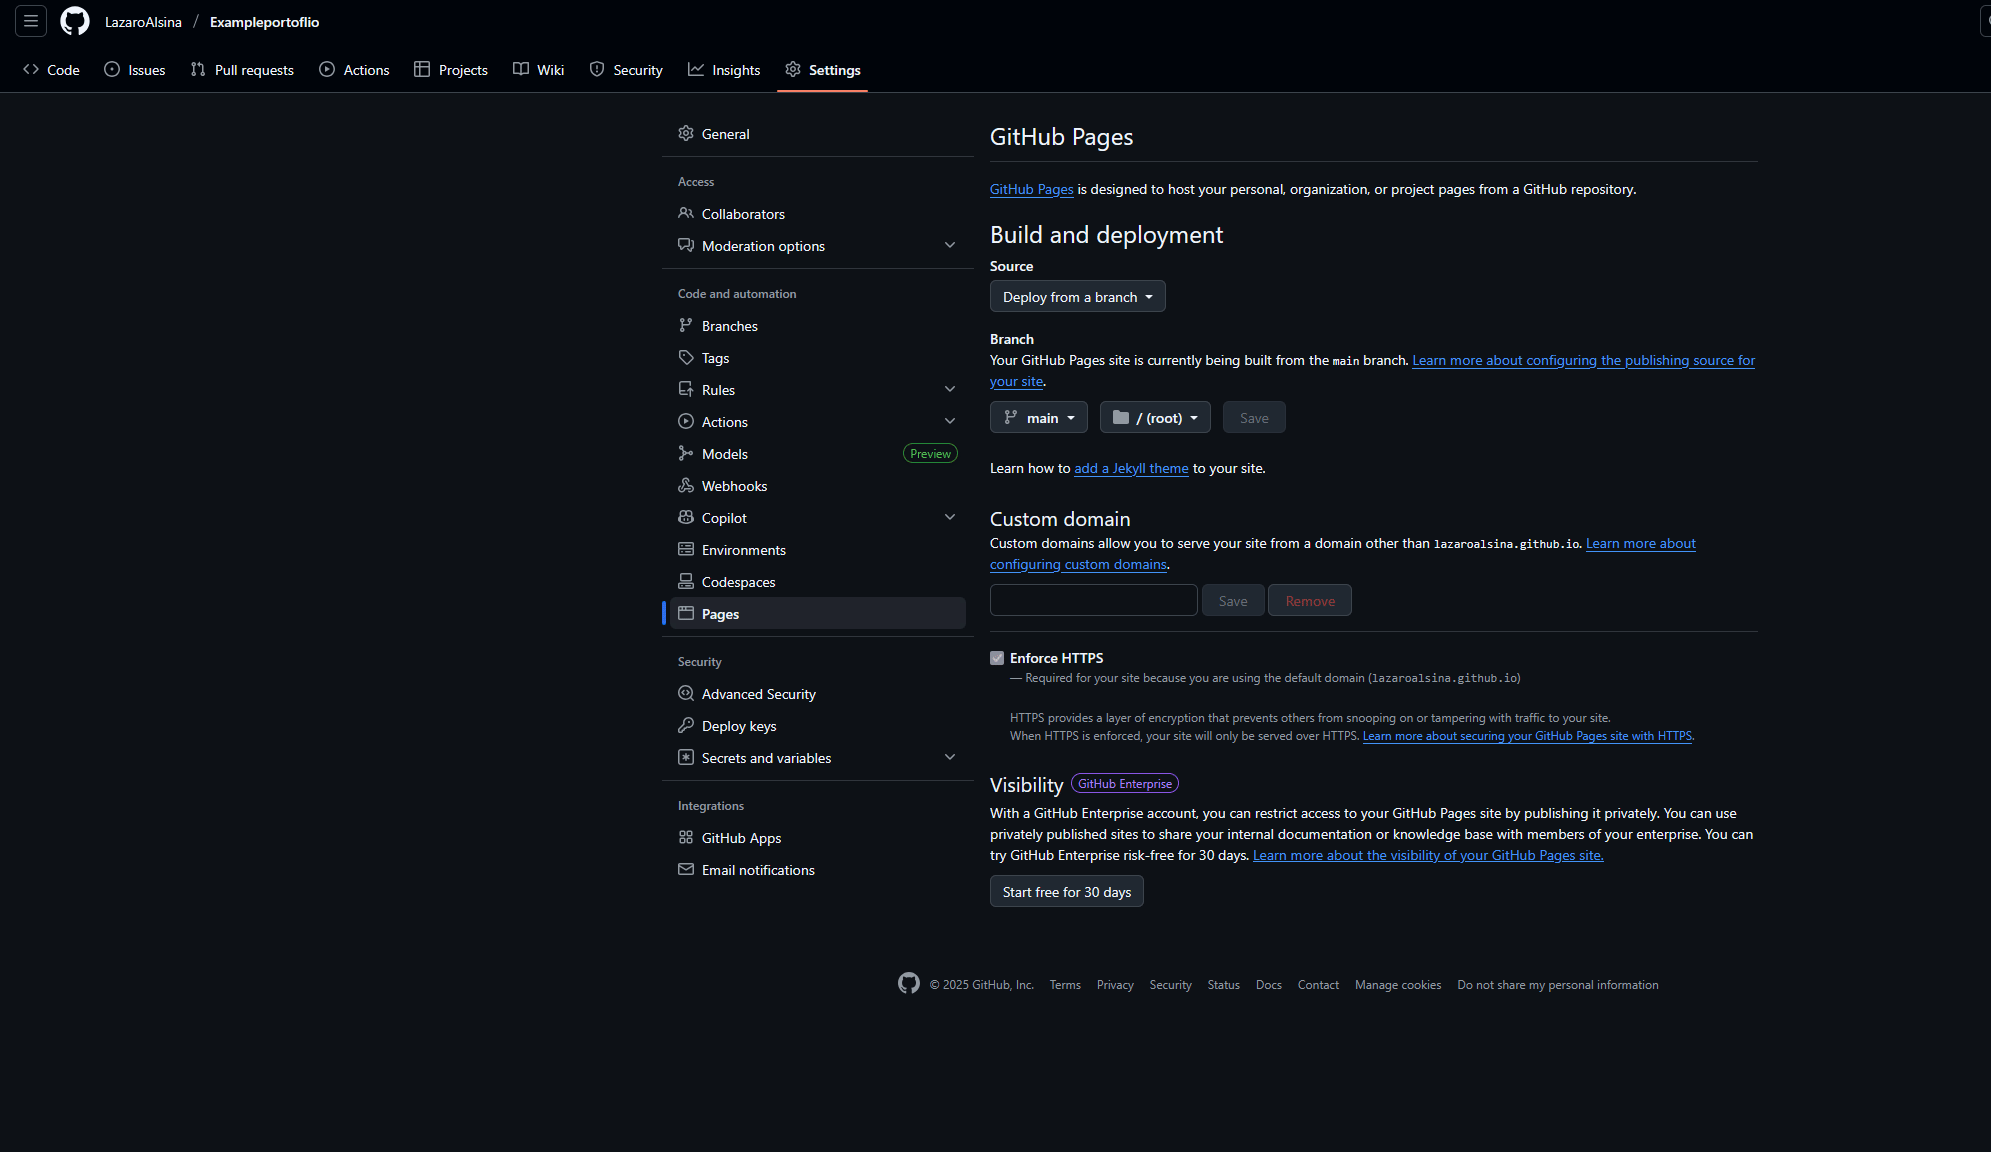 LazaroAlsina / Exampleportoflio
Code
Issues
Pull requests
Actions
Projects
Wiki
Security
Insights
Settings
General
Access
Collaborators
Moderation options
Code and automation
Branches
Tags
Rules
Actions
Models
Preview
Webhooks
Copilot
Environments
Codespaces
Pages
Security
Advanced Security
Deploy keys
Secrets and variables
Integrations
GitHub Apps
Email notifications
GitHub Pages
GitHub Pages is designed to host your personal, organization, or project pages from a GitHub repository.
Build and deployment
Source
Deploy from a branch
Branch
Your GitHub Pages site is currently being built from the main branch. Learn more about configuring the publishing source for
your site.
main
/ (root)
Save
Learn how to add a Jekyll theme to your site.
Custom domain
Custom domains allow you to serve your site from a domain other than lazaroalsina.github.io. Learn more about
configuring custom domains.
Save
Remove
Enforce HTTPS
— Required for your site because you are using the default domain (lazaroalsina.github.io)
HTTPS provides a layer of encryption that prevents others from snooping on or tampering with traffic to your site.
When HTTPS is enforced, your site will only be served over HTTPS. Learn more about securing your GitHub Pages site with HTTPS.
Visibility GitHub Enterprise
With a GitHub Enterprise account, you can restrict access to your GitHub Pages site by publishing it privately. You can use
privately published sites to share your internal documentation or knowledge base with members of your enterprise. You can
try GitHub Enterprise risk-free for 30 days. Learn more about the visibility of your GitHub Pages site.
Start free for 30 days
© 2025 GitHub, Inc. Terms Privacy Security Status Docs Contact Manage cookies Do not share my personal information